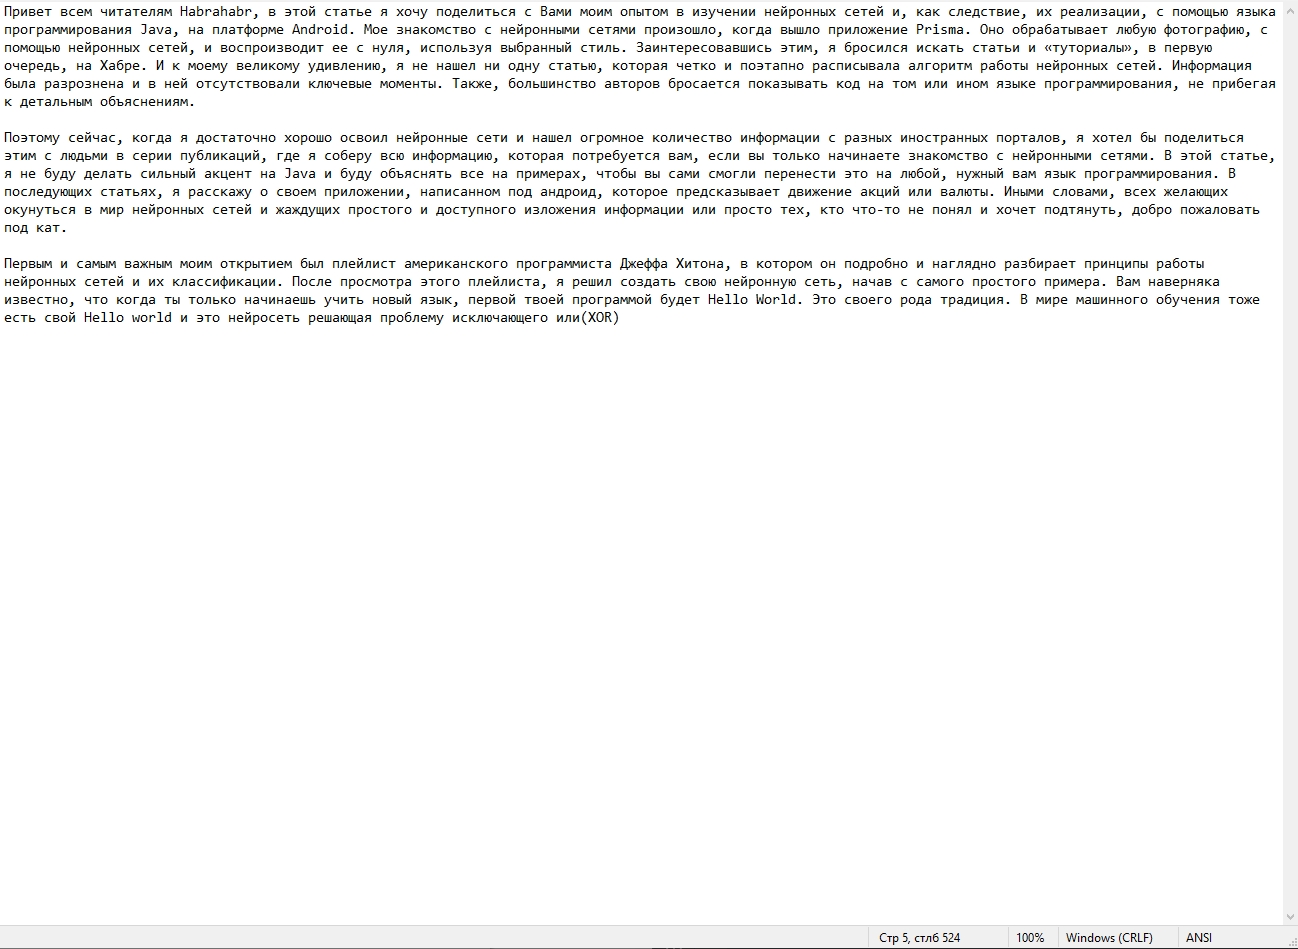 Привет всем читателям Habrahabr, в этой статье я хочу поделиться с Вами моим опытом в изучении нейронных сетей и, как следствие, их реализации, с помощью языка
программирования Java, на платформе Android. Мое знакомство с нейронными сетями произошло, когда вышло приложение Prisma. Оно обрабатывает любую фотографию, с
помощью нейронных сетей, и воспроизводит ее с нуля, используя выбранный стиль. Заинтересовавшись этим, я бросился искать статьи и «туториалы», в первую
очередь, на Хабре. И к моему великому удивлению, я не нашел ни одну статью, которая четко и поэтапно расписывала алгоритм работы нейронных сетей. Информация
была разрознена и в ней отсутствовали ключевые моменты. Также, большинство авторов бросается показывать код на том или ином языке программирования, не прибегая
к детальным объяснениям.

Поэтому сейчас, когда я достаточно хорошо освоил нейронные сети и нашел огромное количество информации с разных иностранных порталов, я хотел бы поделиться
этим с людьми в серии публикаций, где я соберу всю информацию, которая потребуется вам, если вы только начинаете знакомство с нейронными сетями. В этой статье,
я не буду делать сильный акцент на Java и буду объяснять все на примерах, чтобы вы сами смогли перенести это на любой, нужный вам язык программирования. В
последующих статьях, я расскажу о своем приложении, написанном под андроид, которое предсказывает движение акций или валюты. Иными словами, всех желающих
окунуться в мир нейронных сетей и жаждущих простого и доступного изложения информации или просто тех, кто что-то не понял и хочет подтянуть, добро пожаловать
под кат.

Первым и самым важным моим открытием был плейлист американского программиста Джеффа Хитона, в котором он подробно и наглядно разбирает принципы работы
нейронных сетей и их классификации. После просмотра этого плейлиста, я решил создать свою нейронную сеть, начав с самого простого примера. Вам наверняка
известно, что когда ты только начинаешь учить новый язык, первой твоей программой будет Hello World. Это своего рода традиция. В мире машинного обучения тоже
есть свой Hello world и это нейросеть решающая проблему исключающего или(XOR)
Стр 5, стлб 524 100% Windows (CRLF) ANSI